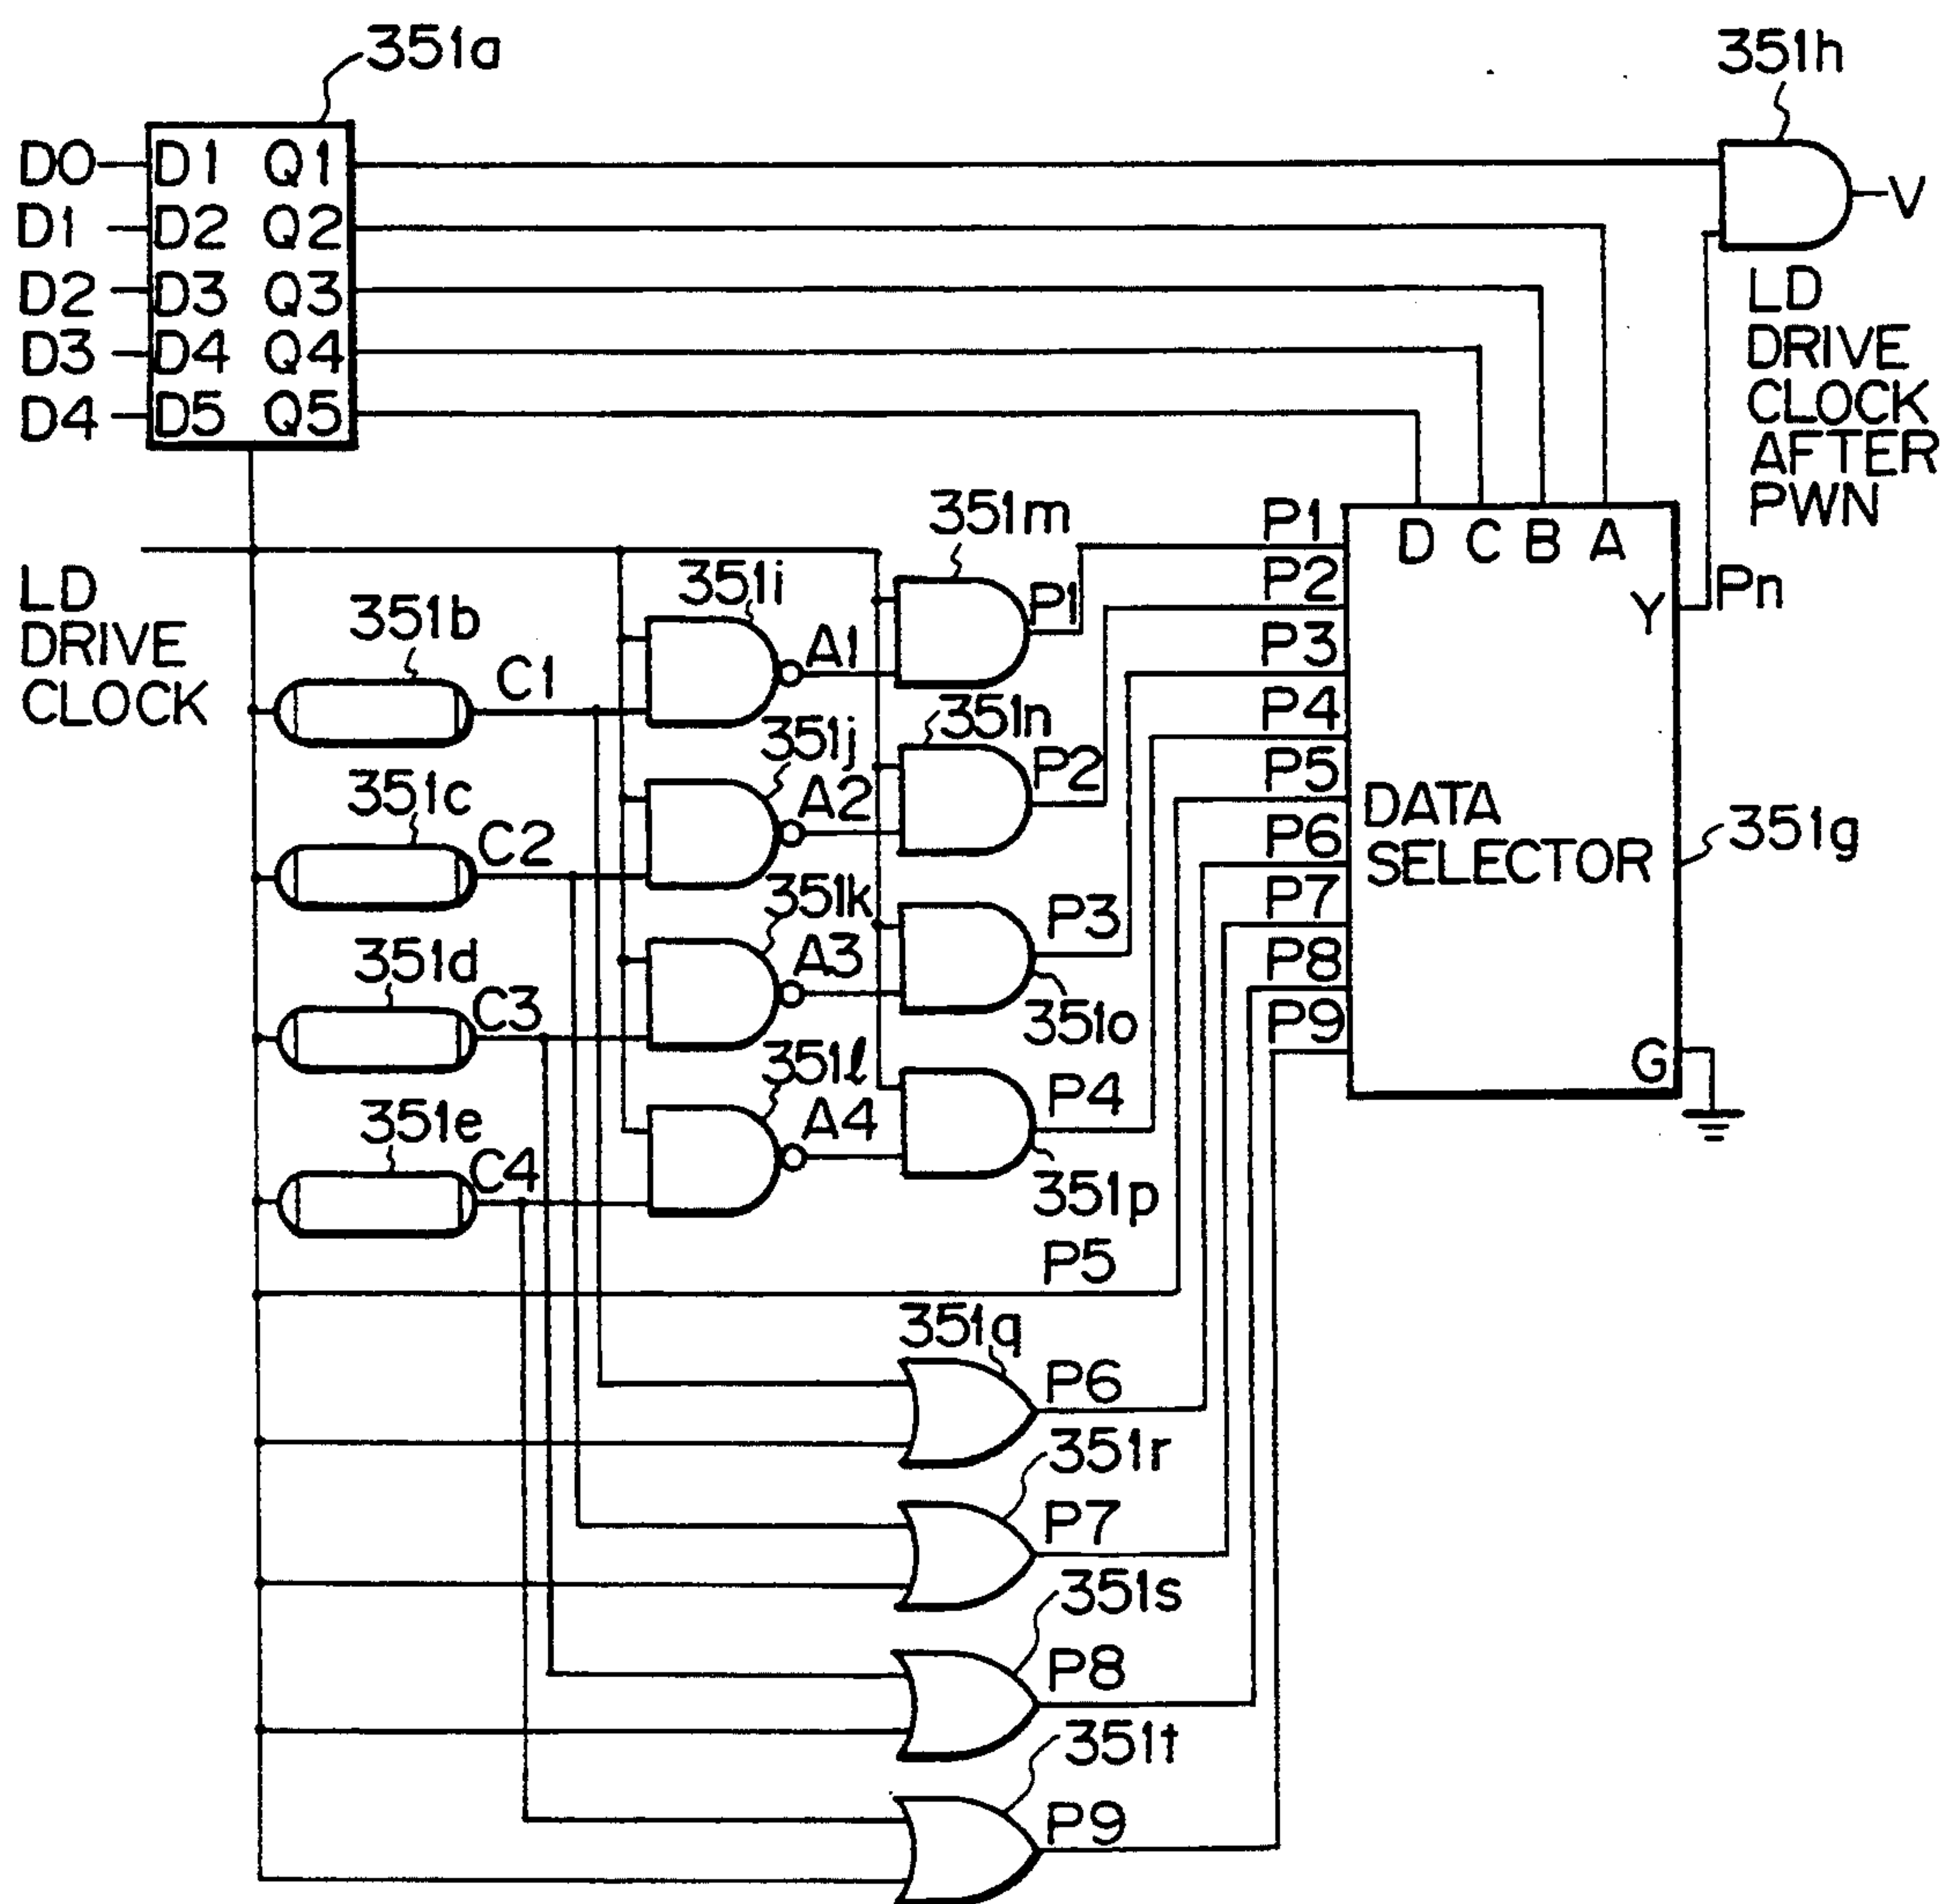 351a
351h
D0 D1 Q1
D1 D2 Q2
D2 D3 Q3
D3 D4 Q4
D4 D5 Q5
V
LD
DRIVE
CLOCK
AFTER
PWN
LD
DRIVE
CLOCK
351b
C1
351c
C2
351d
C3
351e
C4
351i
A1
351j
A2
351k
A3
351l
A4
351m
P1
351n
P2
P3
351o
P4
351p
P5
351q
P6
351r
P7
351s
P8
351t
P9
P1
P2
P3
P4
P5
P6
P7
P8
P9
D C B A
Y
Pn
DATA
SELECTOR
351g
G